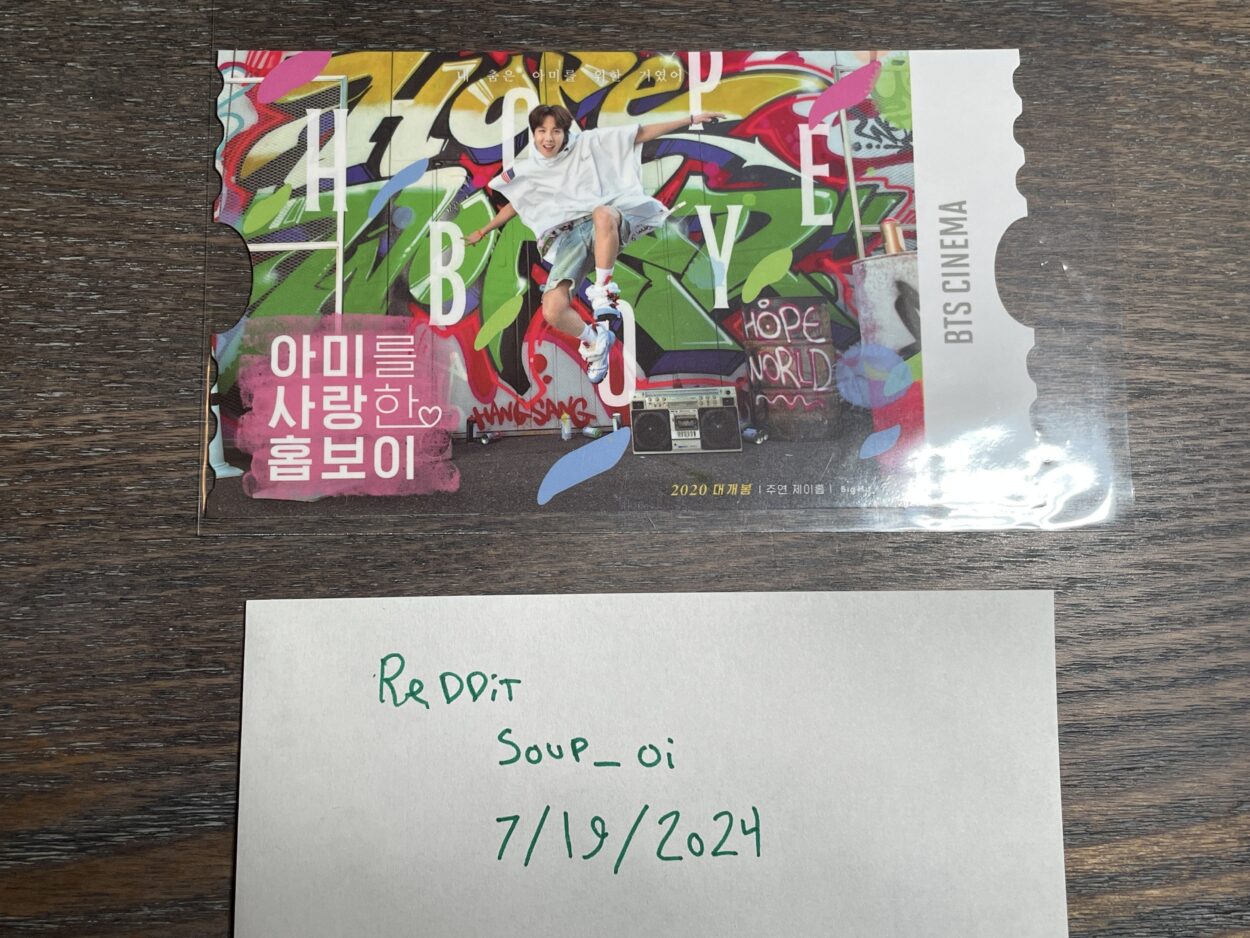 내 춤은 아미를 위한 거였어
HOPE
HOPE
BOY
HOPE
WORLD
아미를
사랑한
홉보이
HANGSANG
2020 대개봉 | 주연 제이홉 |
BTS CINEMA
ReDDiT
Soup_oi
7/19/2024